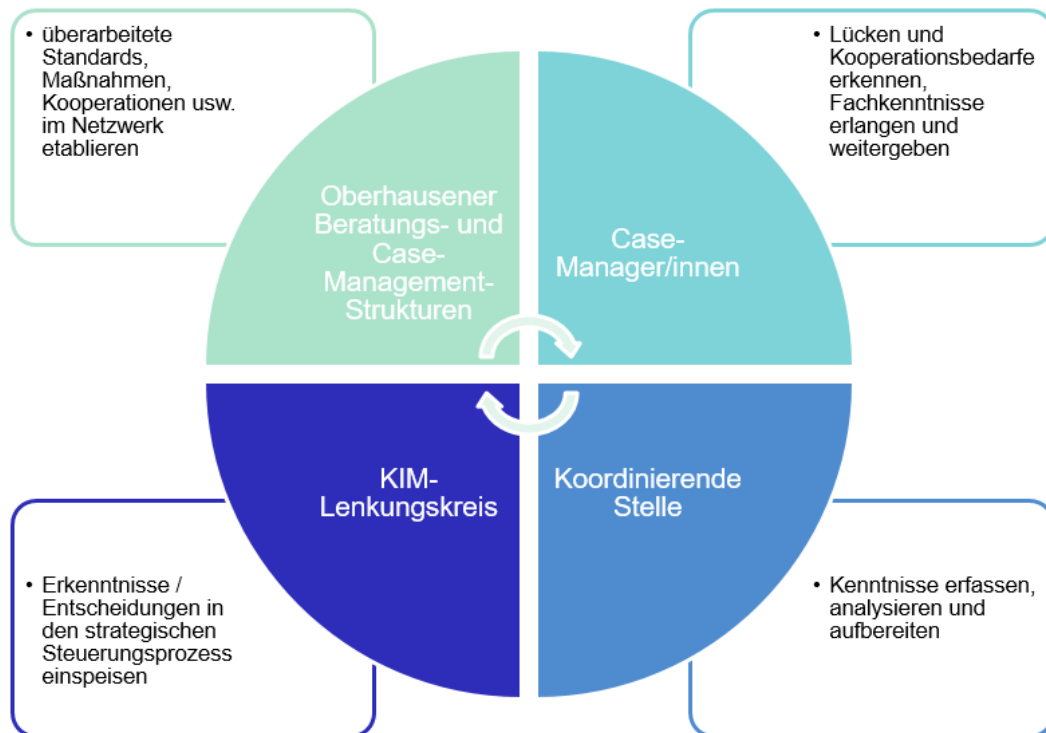 • überarbeitete
Standards,
Maßnahmen,
Kooperationen usw.
im Netzwerk
etablieren
• Lücken und
Kooperationsbedarfe
erkennen,
Fachkenntnisse
erlangen und
weitergeben
Oberhausener
Beratungs- und
Case-
Management-
Strukturen
Case-
Manager/innen
KIM-
Lenkungskreis
Koordinierende
Stelle
• Erkenntnisse /
Entscheidungen in
den strategischen
Steuerungsprozess
einspeisen
• Kenntnisse erfassen,
analysieren und
aufbereiten